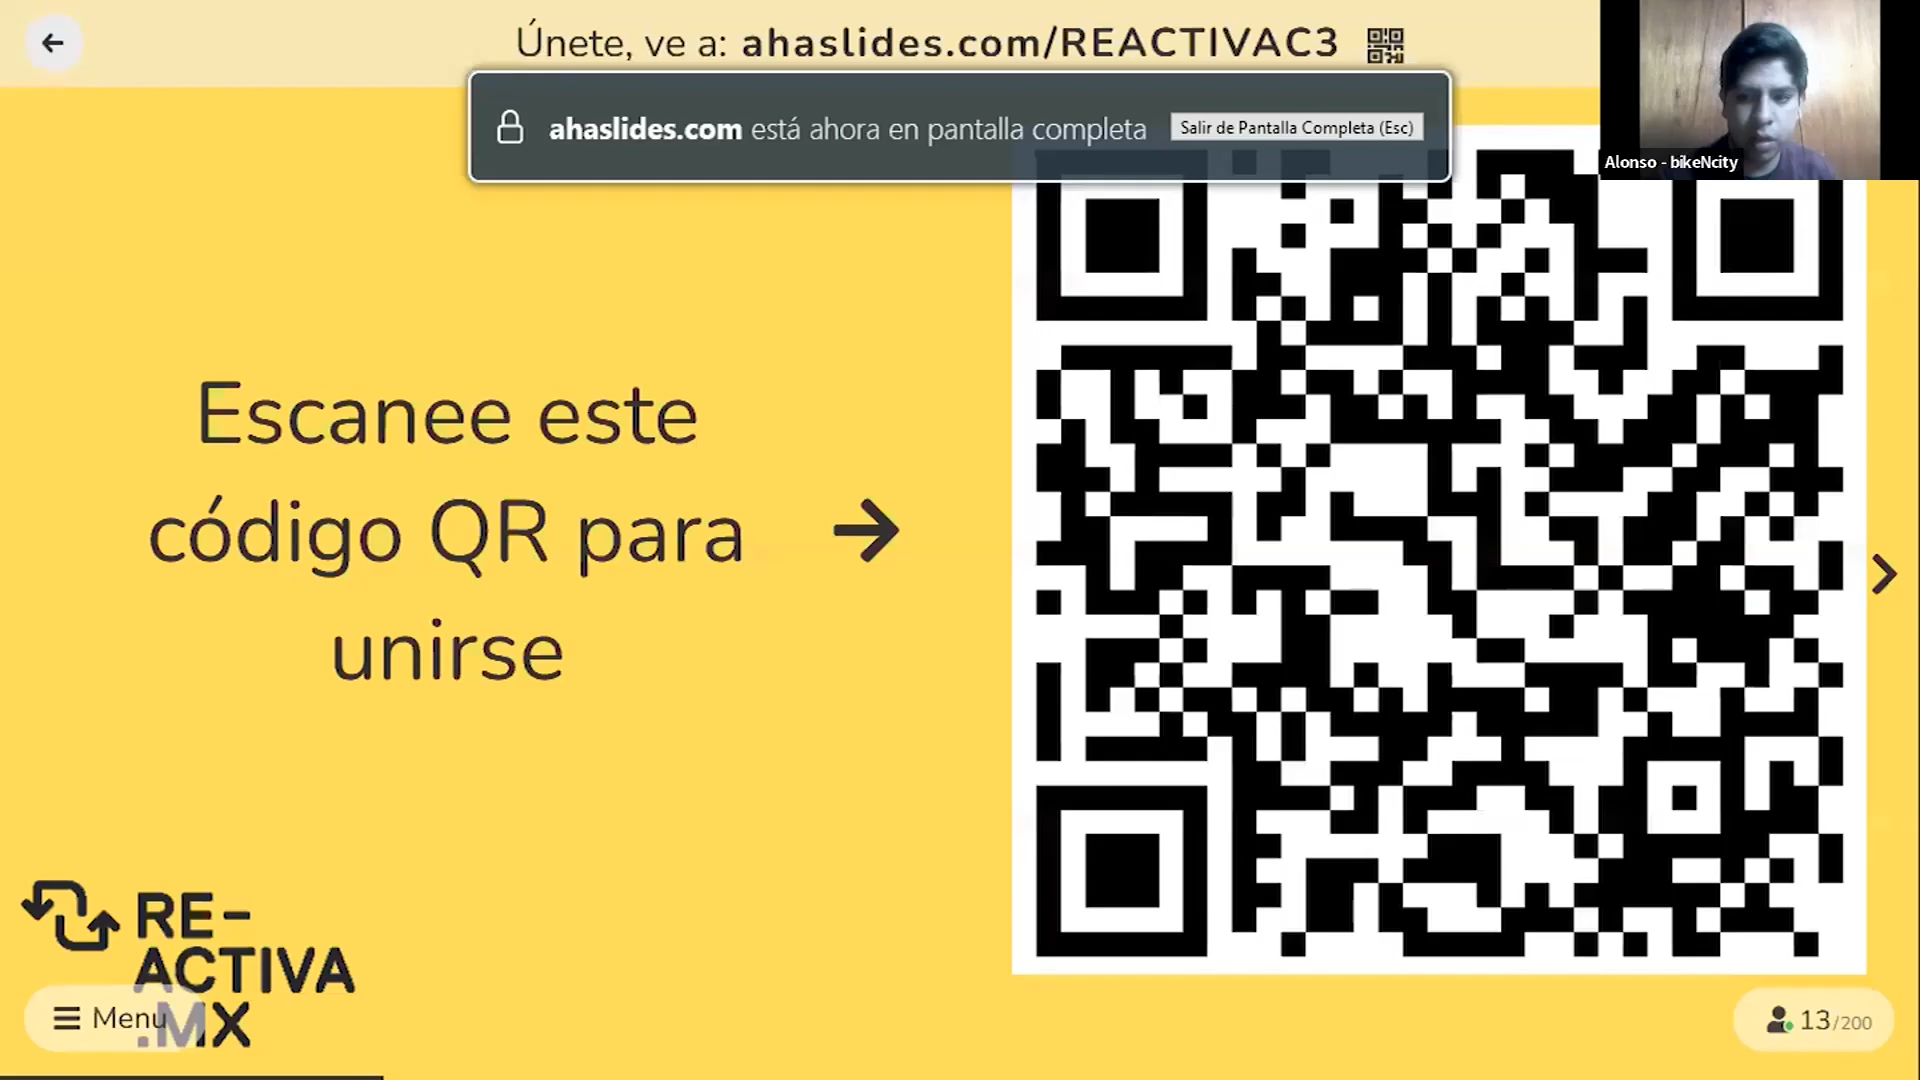 Únete, ve a: ahaslides.com/REACTIVAC3
ahaslides.com está ahora en pantalla completa
Salir de Pantalla Completa (Esc)
Alonso - bikeNcity
Escanee este
código QR para
unirse
RE-
ACTIVA
.MX
Menu
13/200